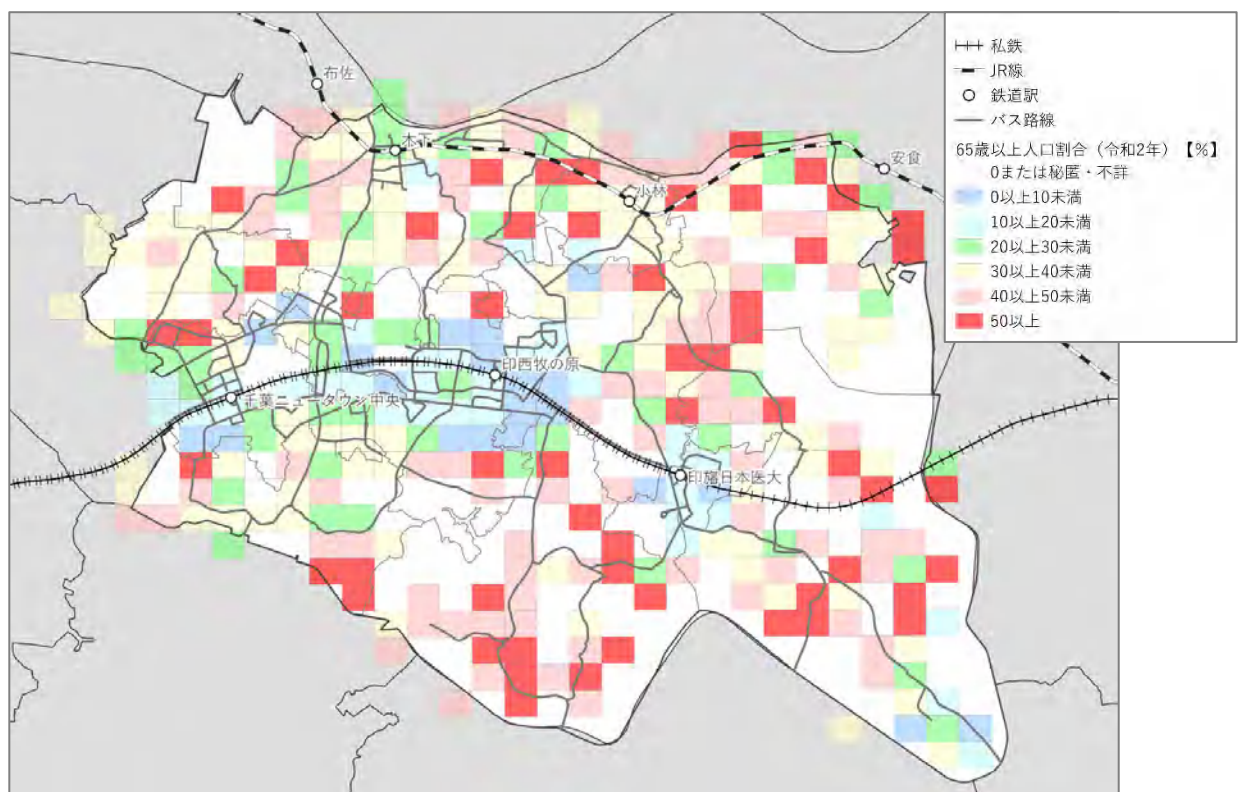 私鉄
JR線
鉄道駅
バス路線
65歳以上人口割合（令和2年）【%】
0または秘匿・不詳
0以上10未満
10以上20未満
20以上30未満
30以上40未満
40以上50未満
50以上
布佐
木下
安食
小林
印西牧の原
千葉ニュータウン中央
印旛日本医大